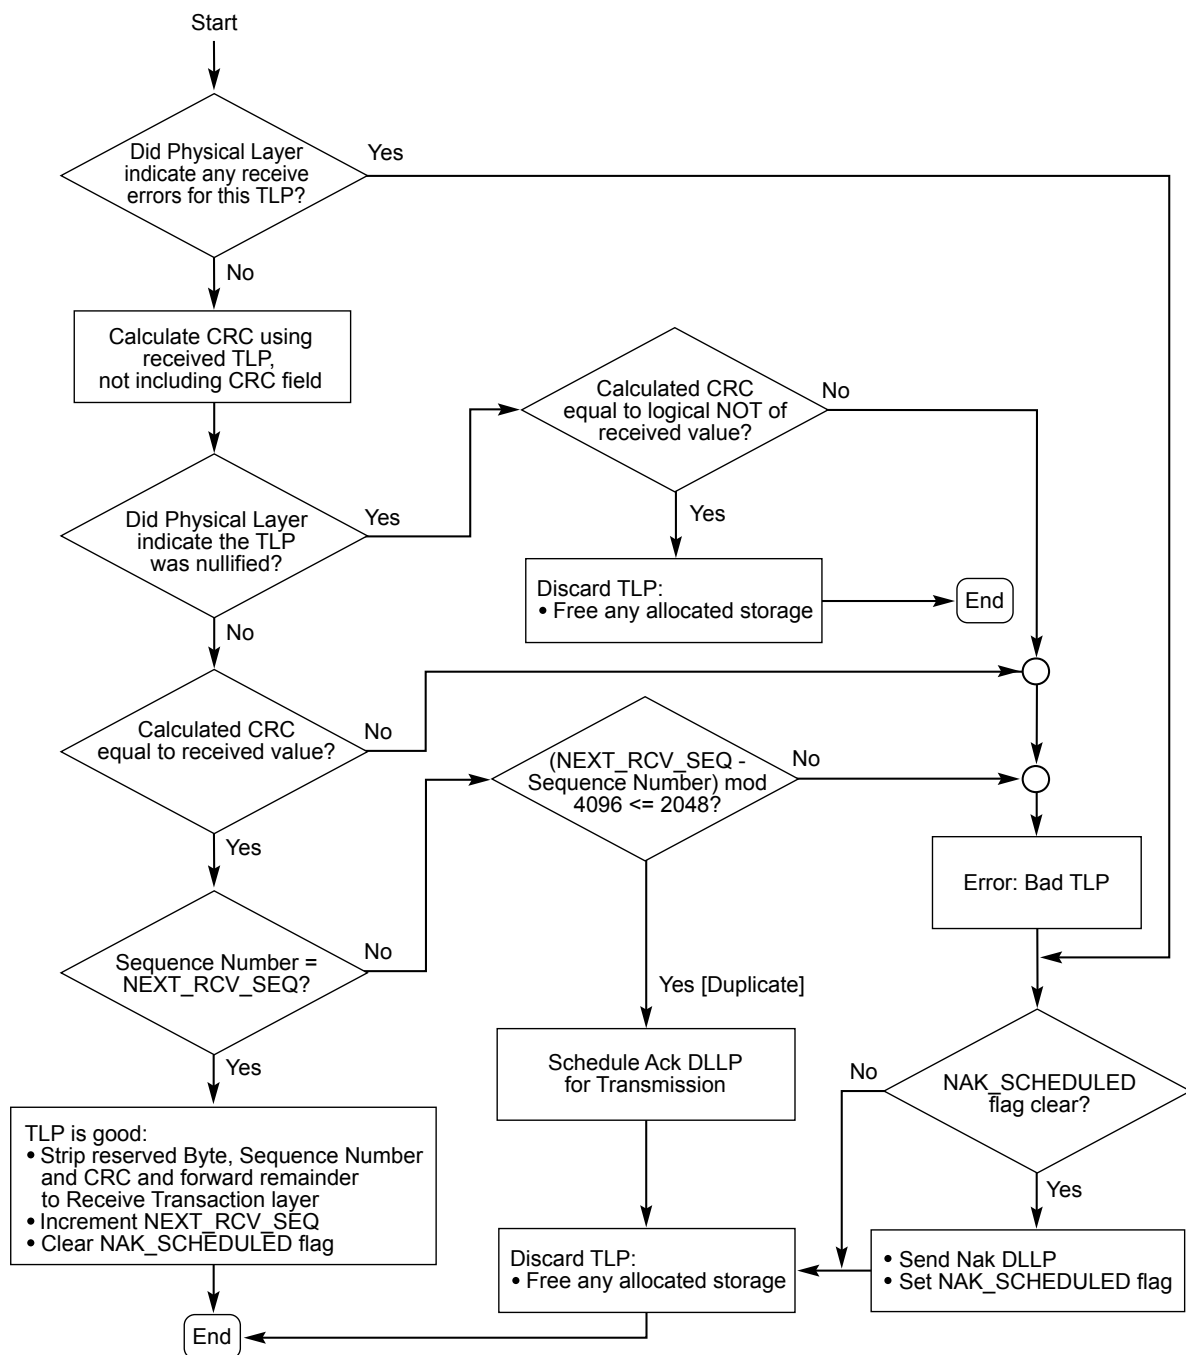 Start
Did Physical Layer
indicate any receive
errors for this TLP?
Yes
No
Calculate CRC using
received TLP,
not including CRC field
Calculated CRC
equal to logical NOT of
received value?
No
Yes
Did Physical Layer
indicate the TLP
was nullified?
Yes
No
Discard TLP:
• Free any allocated storage
End
Calculated CRC
equal to received value?
No
Yes
(NEXT_RCV_SEQ -
Sequence Number) mod
4096 <= 2048?
No
Yes [Duplicate]
Error: Bad TLP
Sequence Number =
NEXT_RCV_SEQ?
No
Yes
Schedule Ack DLLP
for Transmission
NAK_SCHEDULED
flag clear?
No
Yes
TLP is good:
• Strip reserved Byte, Sequence Number
and CRC and forward remainder
to Receive Transaction layer
• Increment NEXT_RCV_SEQ
• Clear NAK_SCHEDULED flag
Discard TLP:
• Free any allocated storage
• Send Nak DLLP
• Set NAK_SCHEDULED flag
End